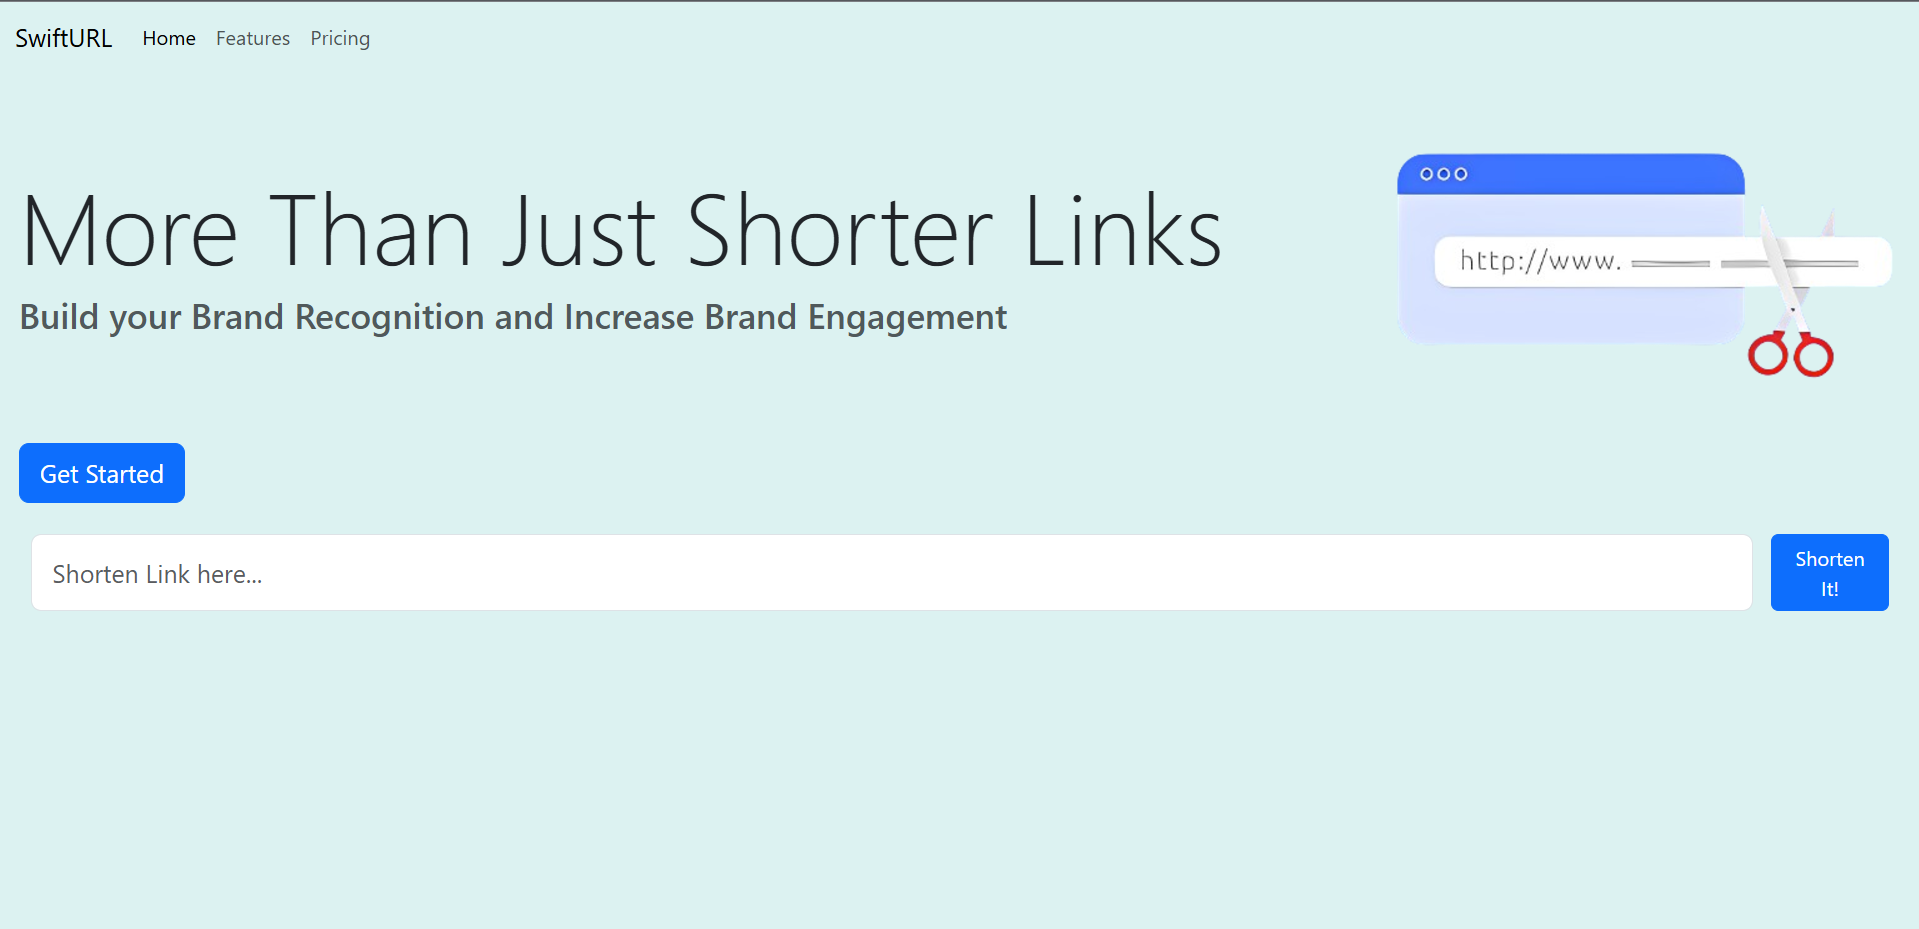 SwiftURL Home Features Pricing
More Than Just Shorter Links
http://www.
Build your Brand Recognition and Increase Brand Engagement
Get Started
Shorten Link here...
Shorten
It!